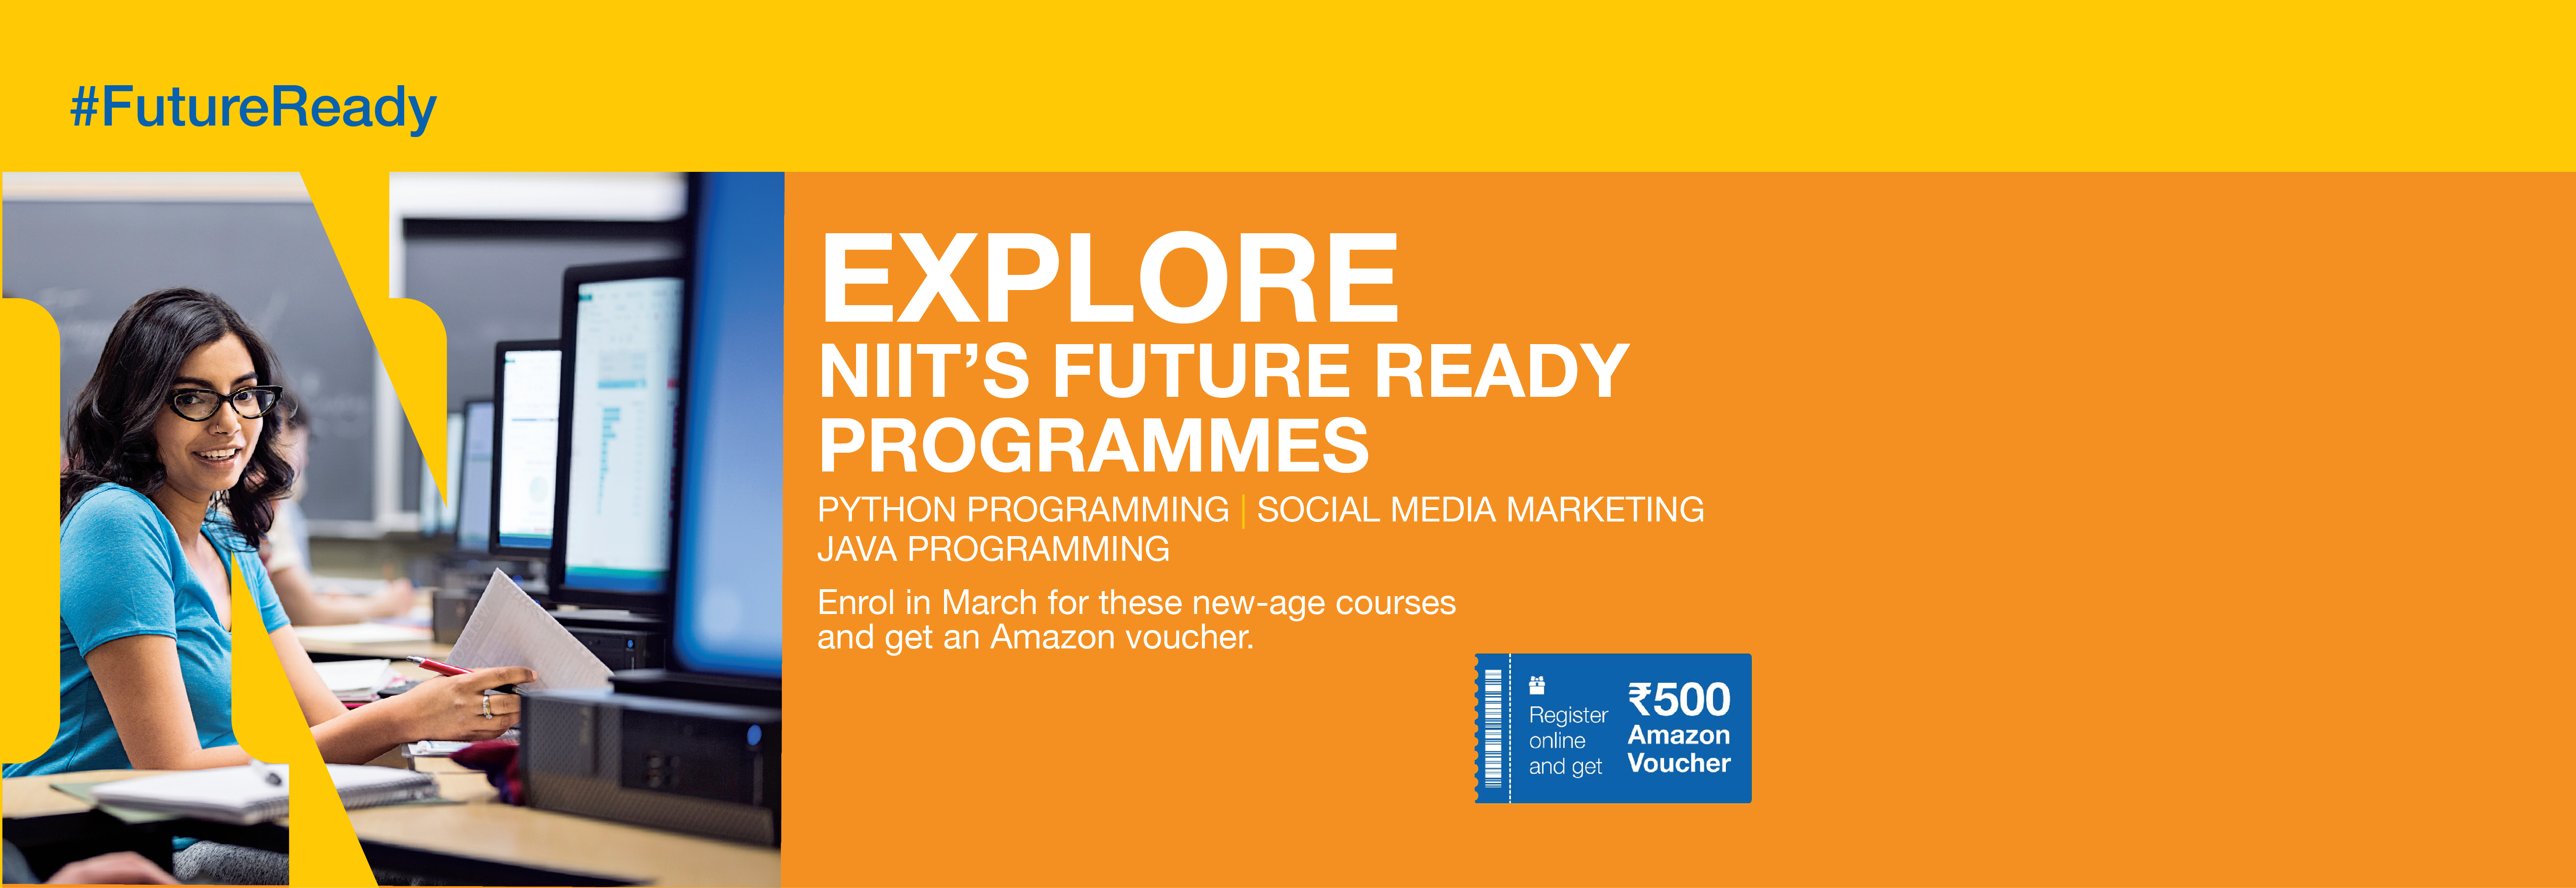 #FutureReady
EXPLORE
NIIT’S FUTURE READY
PROGRAMMES
PYTHON PROGRAMMING | SOCIAL MEDIA MARKETING
JAVA PROGRAMMING
Enrol in March for these new-age courses
and get an Amazon voucher.
Register
online
and get
₹500
Amazon
Voucher